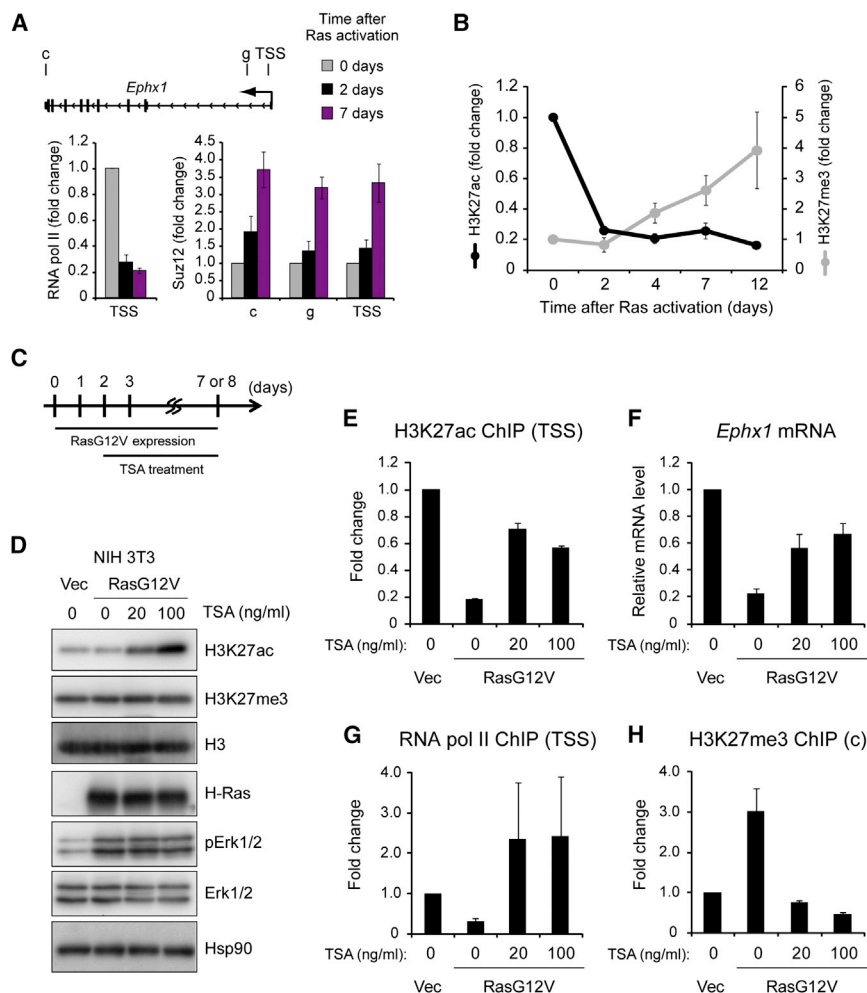 A
Time after
Ras activation
c
g TSS
Ephx1
0 days
2 days
7 days
RNA pol II (fold change)
1.2
1.0
0.8
0.6
0.4
0.2
0
TSS
Suz12 (fold change)
4.5
4.0
3.5
3.0
2.5
2.0
1.5
1.0
0.5
0
c g TSS
B
H3K27ac (fold change)
1.2
1.0
0.8
0.6
0.4
0.2
0
6
5
4
3
2
1
0
H3K27me3 (fold change)
0 2 4 7 12
Time after Ras activation (days)
C
0 1 2 3 7 or 8 (days)
RasG12V expression
TSA treatment
D
NIH 3T3
Vec RasG12V
0 0 20 100 TSA (ng/ml)
H3K27ac
H3K27me3
H3
H-Ras
pErk1/2
Erk1/2
Hsp90
E
H3K27ac ChIP (TSS)
Fold change
1.2
1.0
0.8
0.6
0.4
0.2
0
TSA (ng/ml): 0 0 20 100
Vec RasG12V
F
Ephx1 mRNA
Relative mRNA level
1.2
1.0
0.8
0.6
0.4
0.2
0
TSA (ng/ml): 0 0 20 100
Vec RasG12V
G
RNA pol II ChIP (TSS)
Fold change
4.0
3.0
2.0
1.0
0.0
TSA (ng/ml): 0 0 20 100
Vec RasG12V
H
H3K27me3 ChIP (c)
Fold change
4.0
3.0
2.0
1.0
0.0
TSA (ng/ml): 0 0 20 100
Vec RasG12V